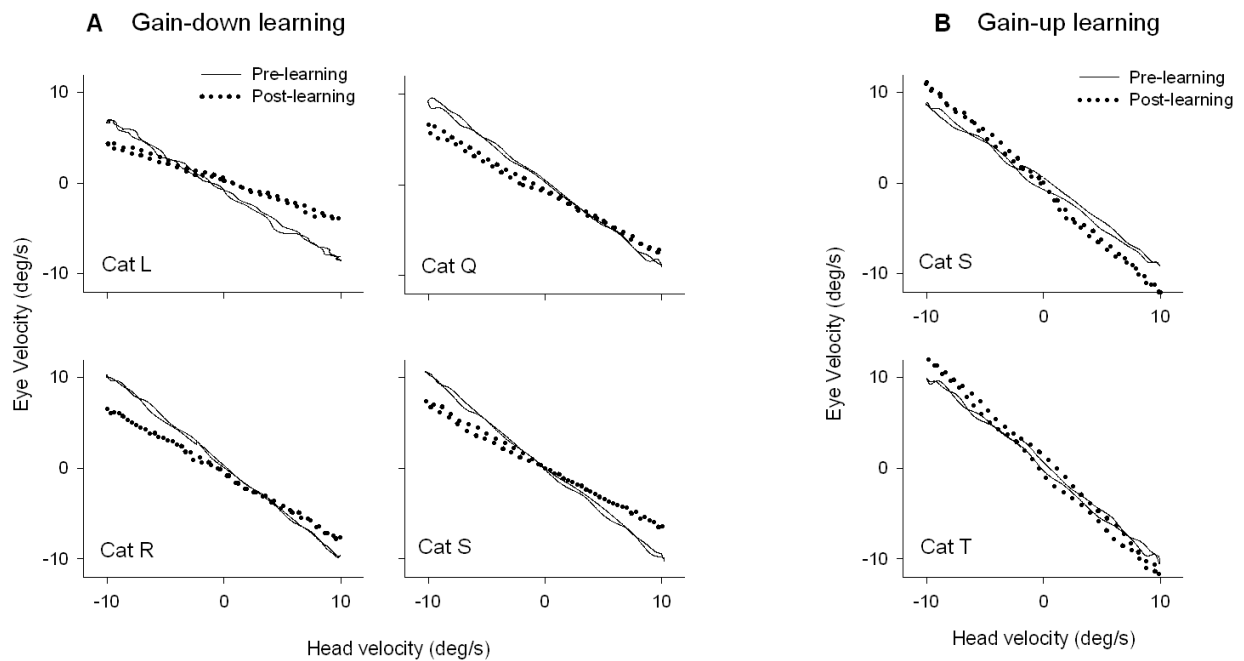 A Gain-down learning
B Gain-up learning
Pre-learning
Post-learning
Pre-learning
Post-learning
10
0
-10
Cat L
Cat Q
10
0
-10
Cat S
-10 0 10
10
0
-10
Cat R
Cat S
10
0
-10
Cat T
-10 0 10
-10 0 10
-10 0 10
Eye Velocity (deg/s)
Eye Velocity (deg/s)
Head velocity (deg/s)
Head velocity (deg/s)